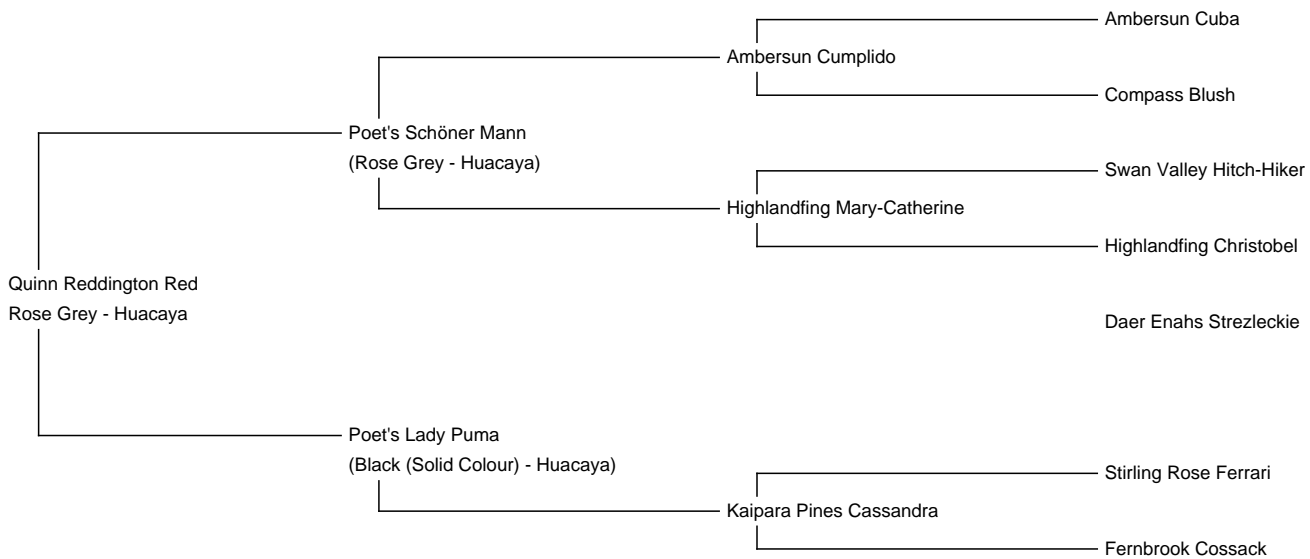 Ambersun Cuba
Ambersun Cumplido
Compass Blush
Poet's Schöner Mann
(Rose Grey - Huacaya)
Swan Valley Hitch-Hiker
Highlandfing Mary-Catherine
Highlandfing Christobel
Quinn Reddington Red
Rose Grey - Huacaya
Daer Enahs Strezleckie
Poet's Lady Puma
(Black (Solid Colour) - Huacaya)
Stirling Rose Ferrari
Kaipara Pines Cassandra
Fernbrook Cossack